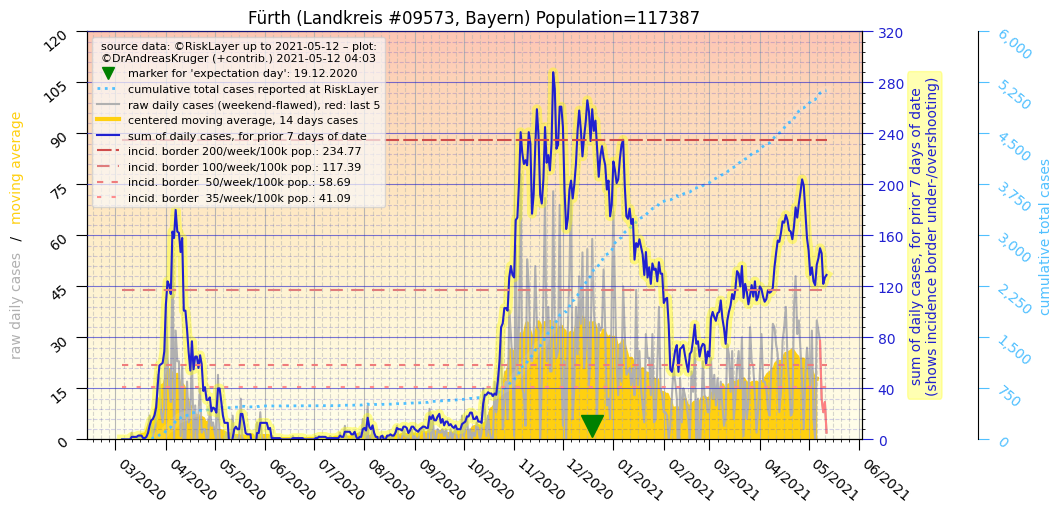 Fürth (Landkreis #09573, Bayern) Population=117387
source data: ©RiskLayer up to 2021-05-12 – plot:
©DrAndreasKruger (+contrib.) 2021-05-12 04:03
marker for 'expectation day': 19.12.2020
cumulative total cases reported at RiskLayer
raw daily cases (weekend-flawed), red: last 5
centered moving average, 14 days cases
sum of daily cases, for prior 7 days of date
incid. border 200/week/100k pop.: 234.77
incid. border 100/week/100k pop.: 117.39
incid. border  50/week/100k pop.: 58.69
incid. border  35/week/100k pop.: 41.09
raw daily cases  /  moving average
120
105
90
75
60
45
30
15
0
03/2020
04/2020
05/2020
06/2020
07/2020
08/2020
09/2020
10/2020
11/2020
12/2020
01/2021
02/2021
03/2021
04/2021
05/2021
06/2021
320
280
240
200
160
120
80
40
0
sum of daily cases, for prior 7 days of date
(shows incidence border under-/overshooting)
6,000
5,250
4,500
3,750
3,000
2,250
1,500
750
0
cumulative total cases